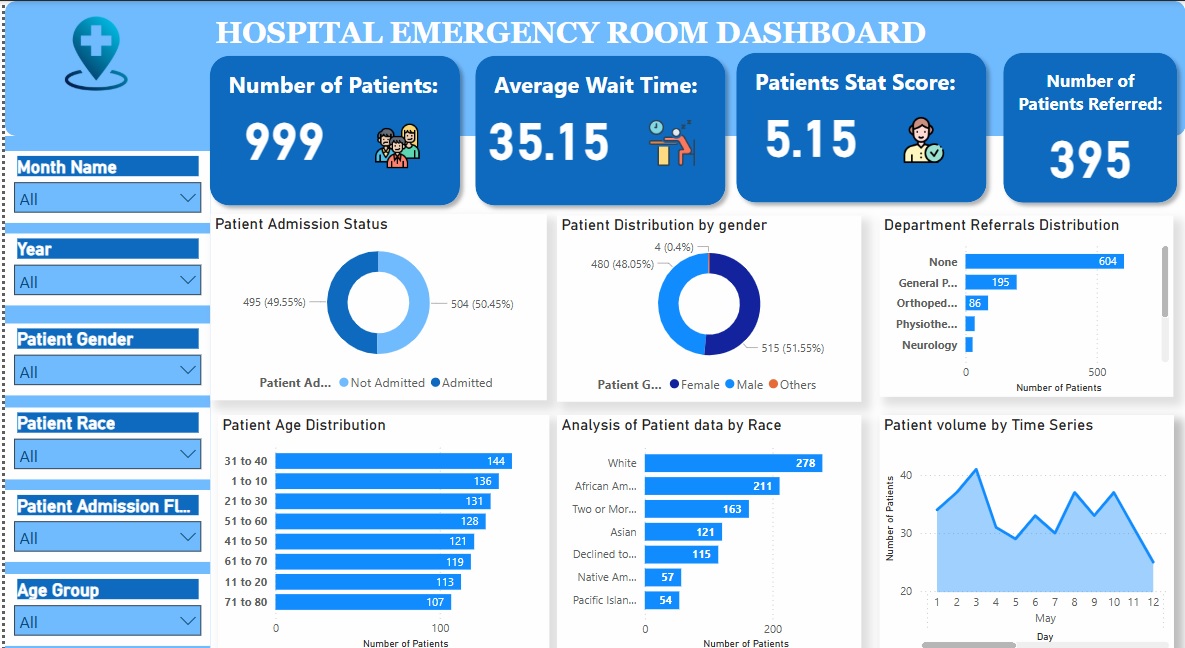 HOSPITAL EMERGENCY ROOM DASHBOARD
Number of Patients:
999
Average Wait Time:
35.15
Patients Stat Score:
5.15
Number of
Patients Referred:
395
Month Name
All
Year
All
Patient Gender
All
Patient Race
All
Patient Admission Fl...
All
Age Group
All
Patient Admission Status
495 (49.55%)
504 (50.45%)
Patient Ad...
Not Admitted
Admitted
Patient Distribution by gender
4 (0.4%)
480 (48.05%)
515 (51.55%)
Patient G...
Female
Male
Others
Department Referrals Distribution
None
604
General P...
195
Orthoped...
86
Physiothe...
Neurology
0
500
Number of Patients
Patient Age Distribution
31 to 40
144
1 to 10
136
21 to 30
131
51 to 60
128
41 to 50
121
61 to 70
119
11 to 20
113
71 to 80
107
0
100
Number of Patients
Analysis of Patient data by Race
White
278
African Am...
211
Two or Mor...
163
Asian
121
Declined to...
115
Native Am...
57
Pacific Islan...
54
0
200
Number of Patients
Patient volume by Time Series
Number of Patients
40
30
20
1 2 3 4 5 6 7 8 9 10 11 12
May
Day